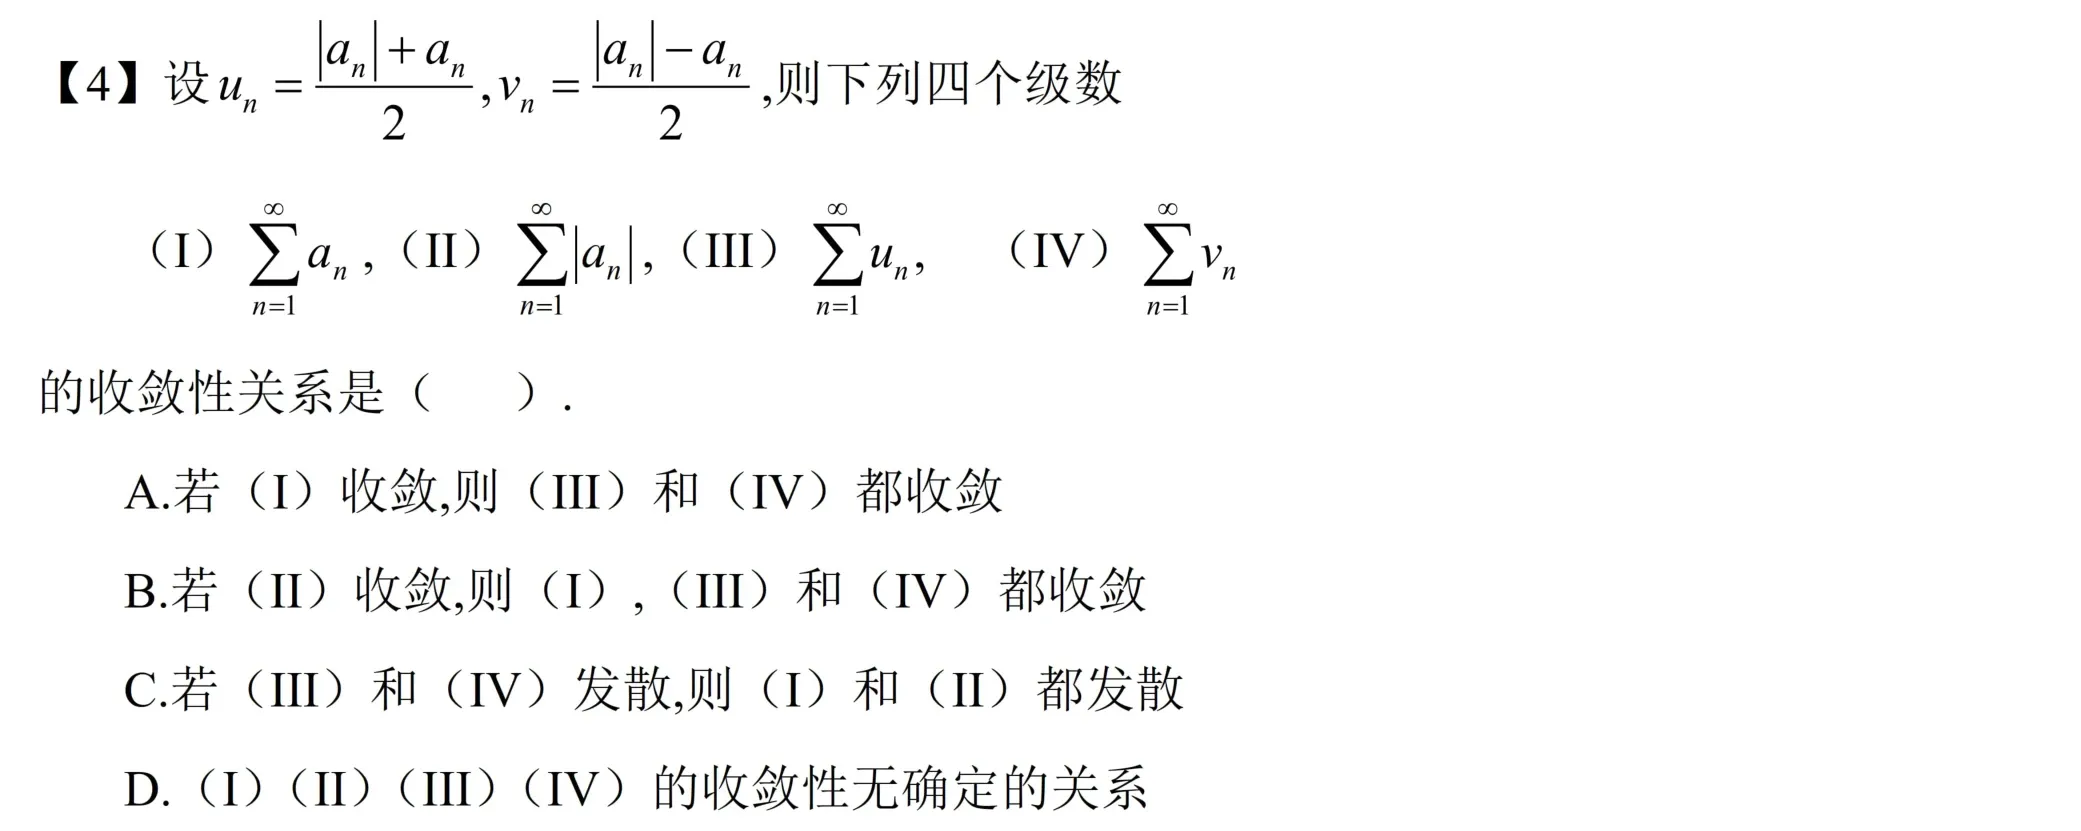 【4】设 $u_n = \frac{|a_n| + a_n}{2}, v_n = \frac{|a_n| - a_n}{2}$,则下列四个级数
（I） $\sum_{n=1}^{\infty} a_n$ ,（II） $\sum_{n=1}^{\infty} |a_n|$,（III） $\sum_{n=1}^{\infty} u_n$, （IV） $\sum_{n=1}^{\infty} v_n$
的收敛性关系是（ ）.
A.若（I）收敛,则（III）和（IV）都收敛
B.若（II）收敛,则（I）,（III）和（IV）都收敛
C.若（III）和（IV）发散,则（I）和（II）都发散
D.（I）（II）（III）（IV）的收敛性无确定的关系